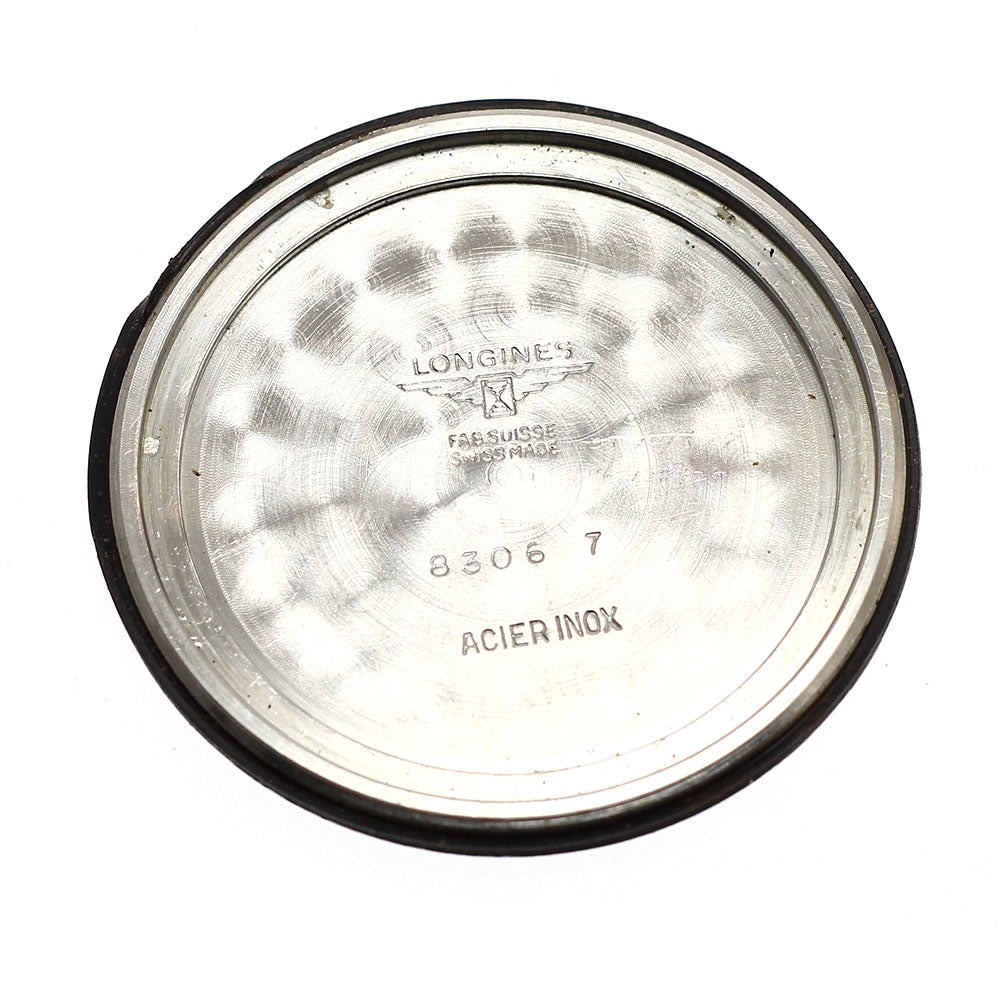 LONGINES
FAB.SUISSE
SWISS MADE
8306 7
ACIER INOX